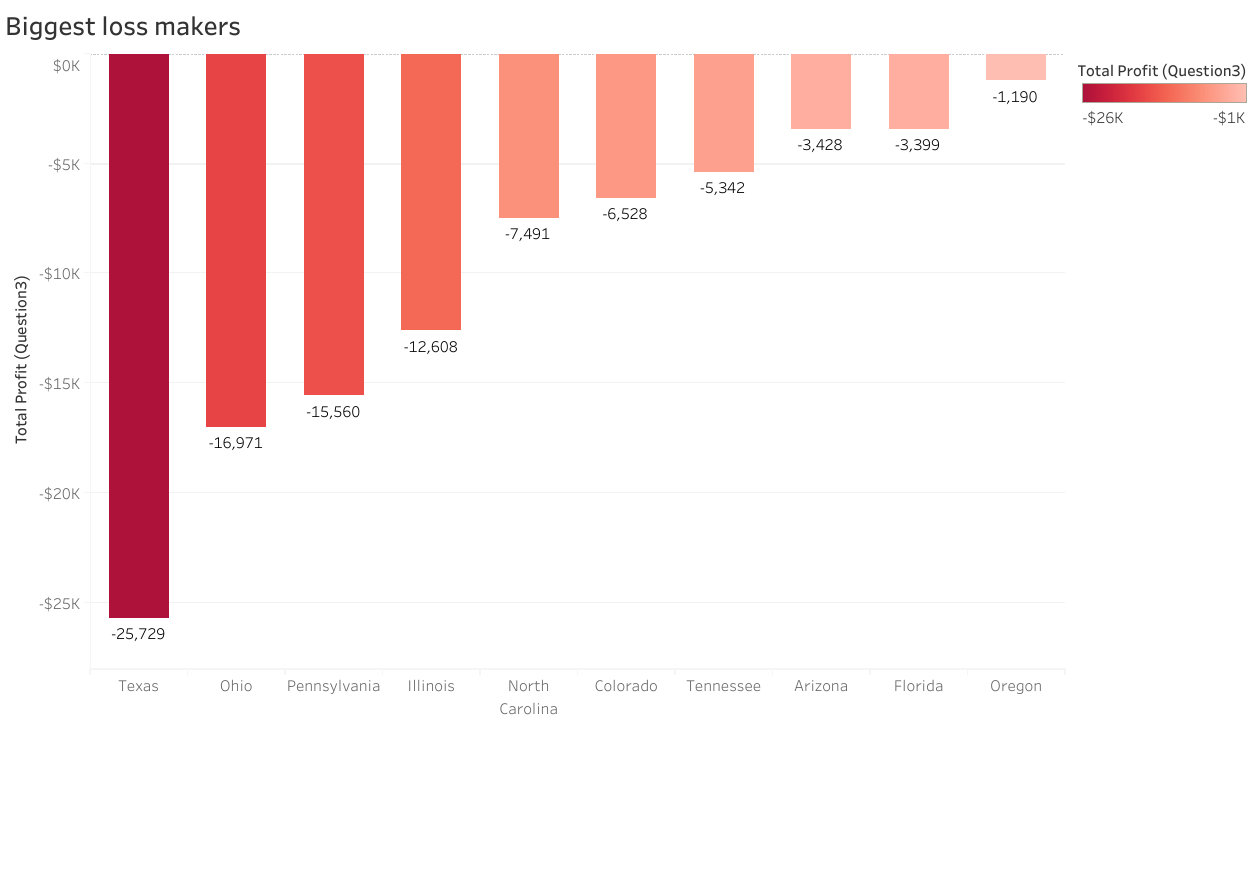 Biggest loss makers
Total Profit (Question3)
-$26K -$1K
Total Profit (Question3)
$0K
-$5K
-$10K
-$15K
-$20K
-$25K
-25,729
-16,971
-15,560
-12,608
-7,491
-6,528
-5,342
-3,428
-3,399
-1,190
Texas
Ohio
Pennsylvania
Illinois
North
Carolina
Colorado
Tennessee
Arizona
Florida
Oregon